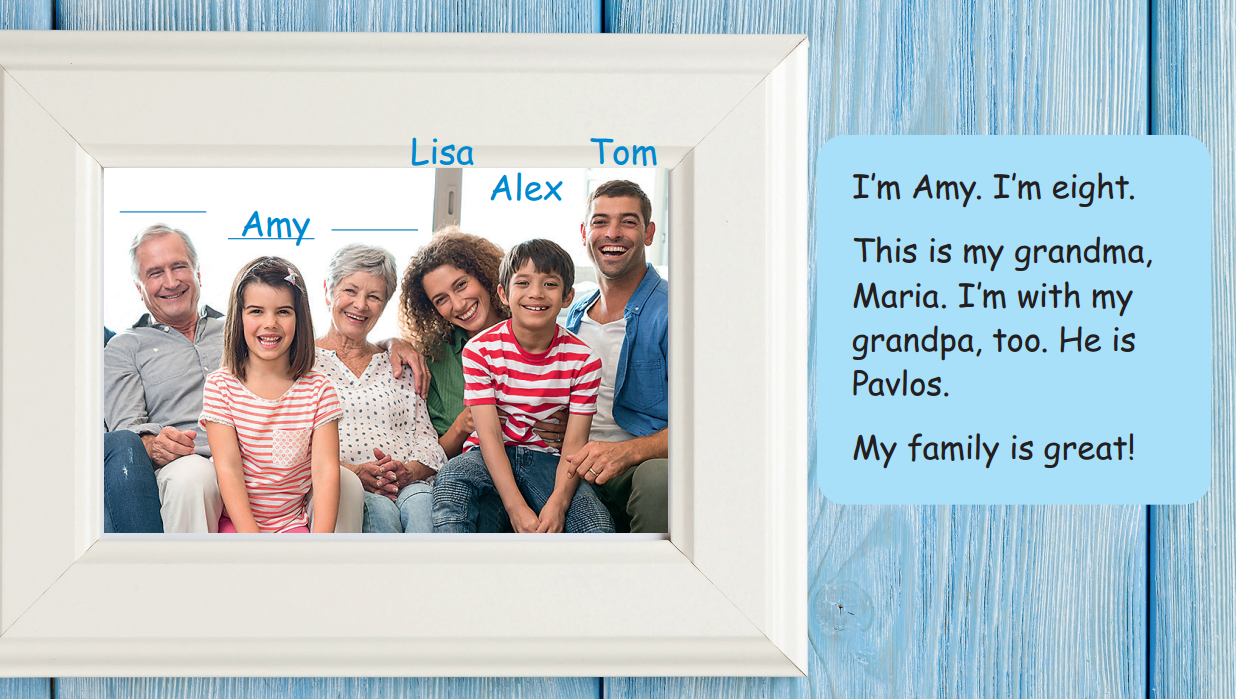 Lisa
Tom
Alex
Amy
I'm Amy. I'm eight.
This is my grandma,
Maria. I'm with my
grandpa, too. He is
Pavlos.
My family is great!